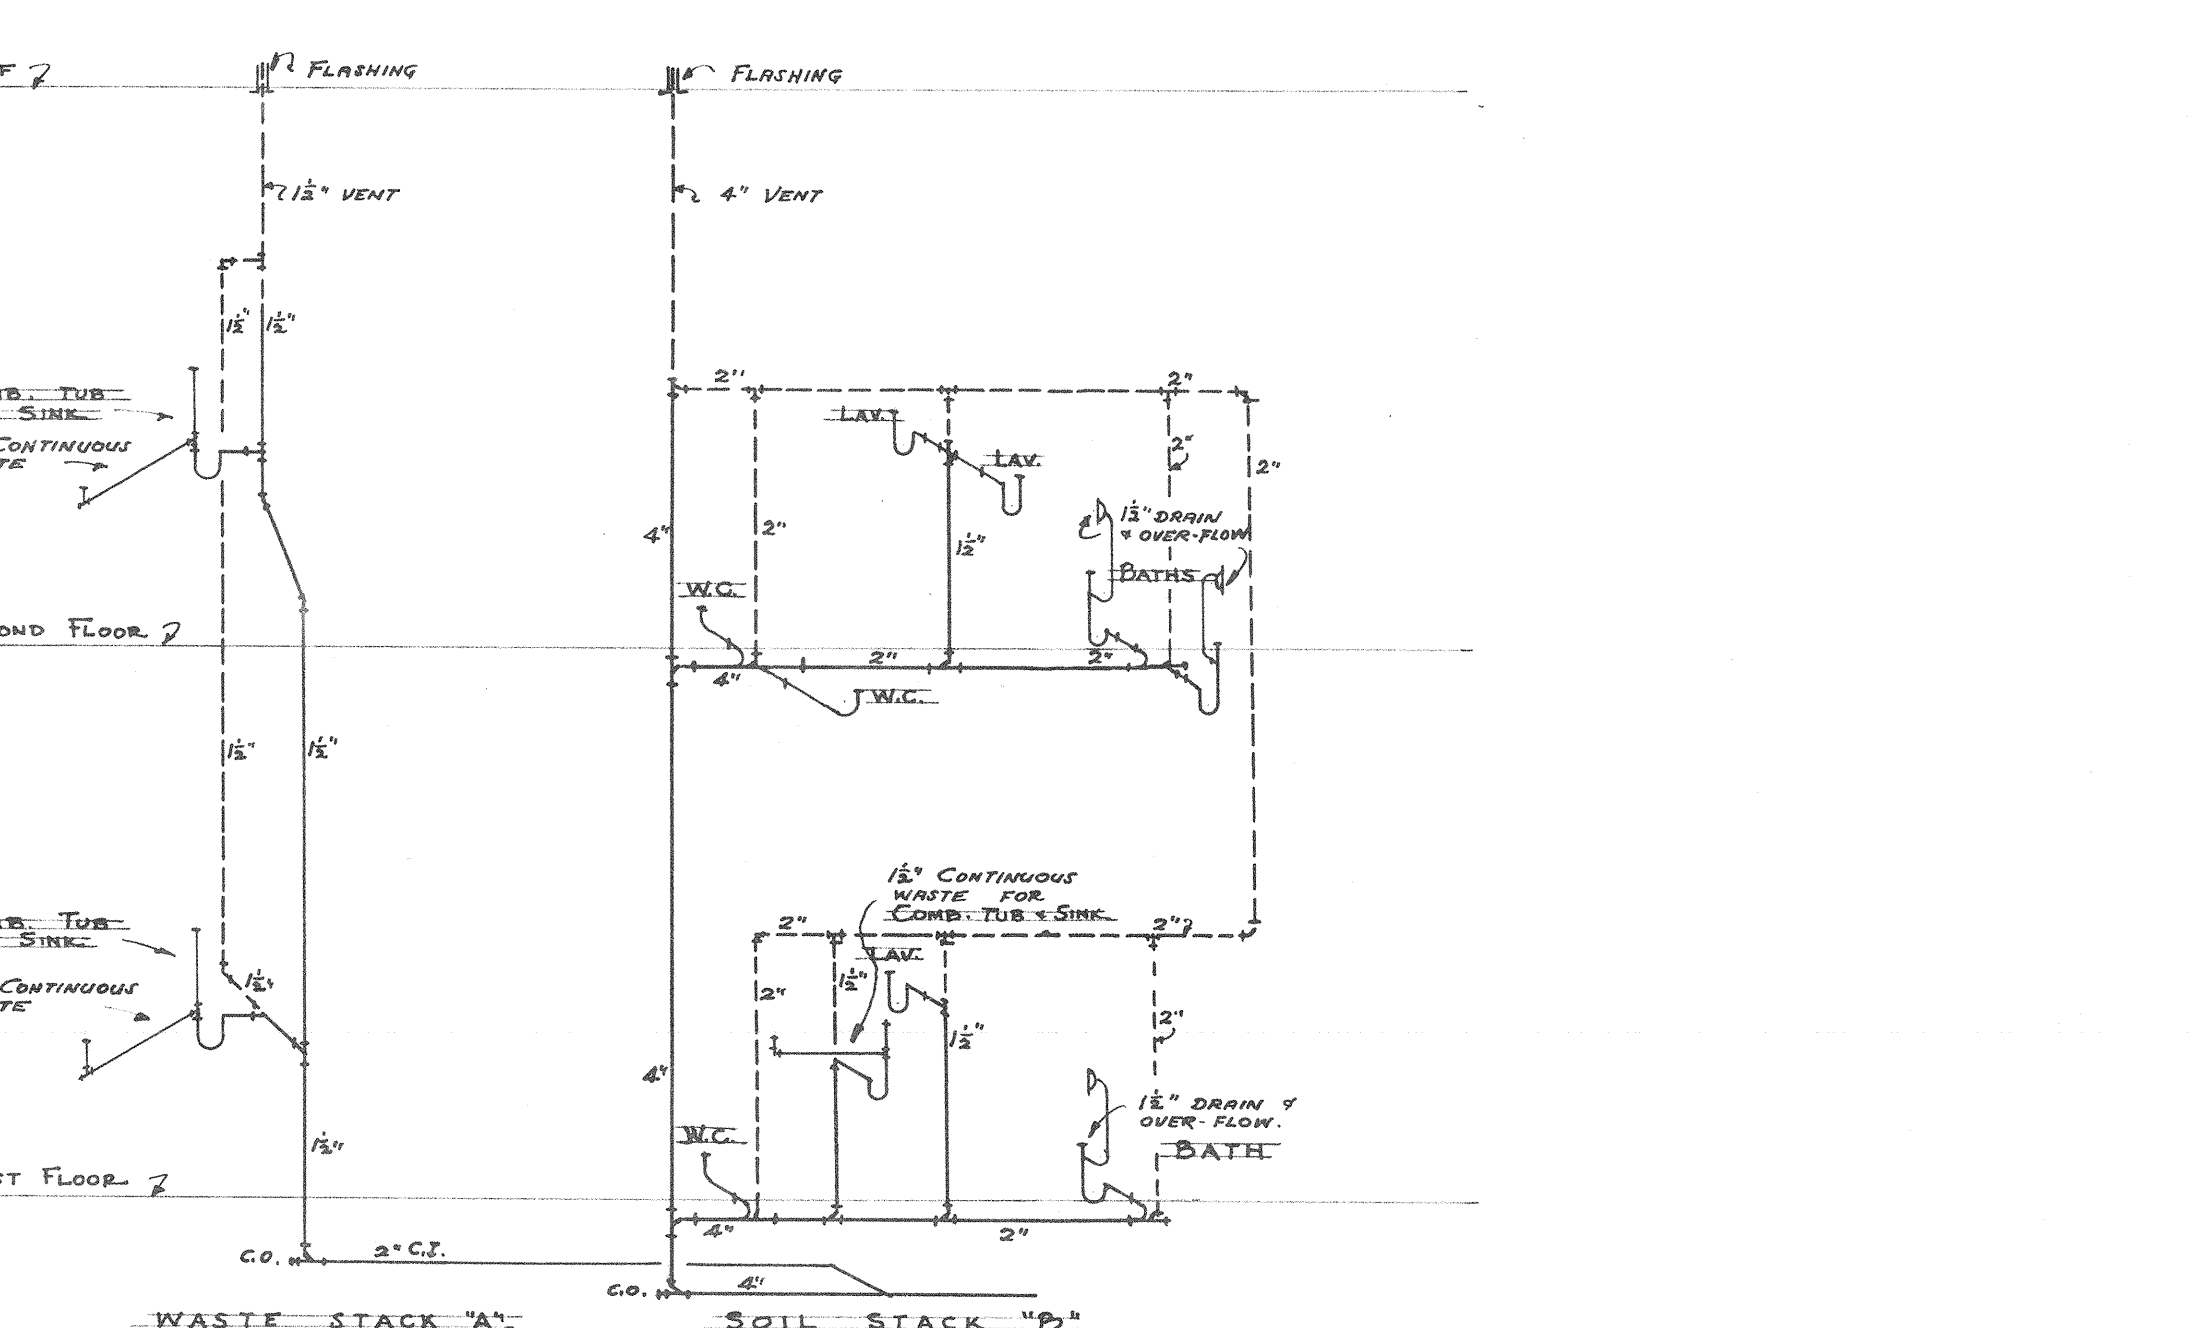 F
FLASHING
FLASHING
1½" VENT
4" VENT
1½"
1½"
2"
2"
B. TUB
SINK
CONTINUOUS
TE
LAV.
LAV.
2"
2"
4"
2"
1½"
1½" DRAIN
& OVER-FLOW
BATHS
W.C.
OND FLOOR
2"
2"
4"
W.C.
1½"
1½"
1½" CONTINUOUS
WASTE FOR
COMB. TUB & SINK
B. TUB
SINK
2"
2"
LAV.
CONTINUOUS
TE
1½"
2"
1½"
1½"
2"
4"
1½" DRAIN &
OVER-FLOW.
BATH
W.C.
1½"
ST FLOOR
4"
2"
C.O.
2" C.I.
C.O.
4"
WASTE STACK "A"
SOIL STACK "B"